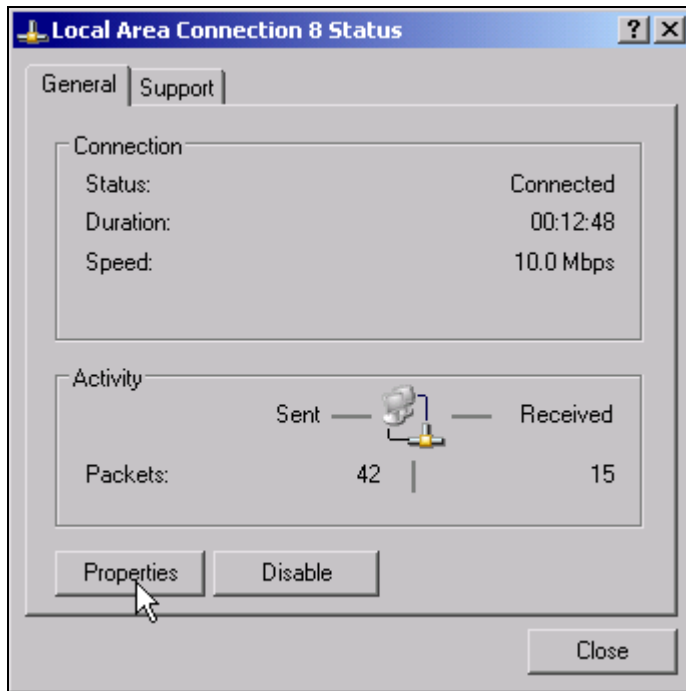 Local Area Connection 8 Status
General Support
Connection
Status: Connected
Duration: 00:12:48
Speed: 10.0 Mbps
Activity
Sent Received
Packets: 42 15
Properties Disable
Close